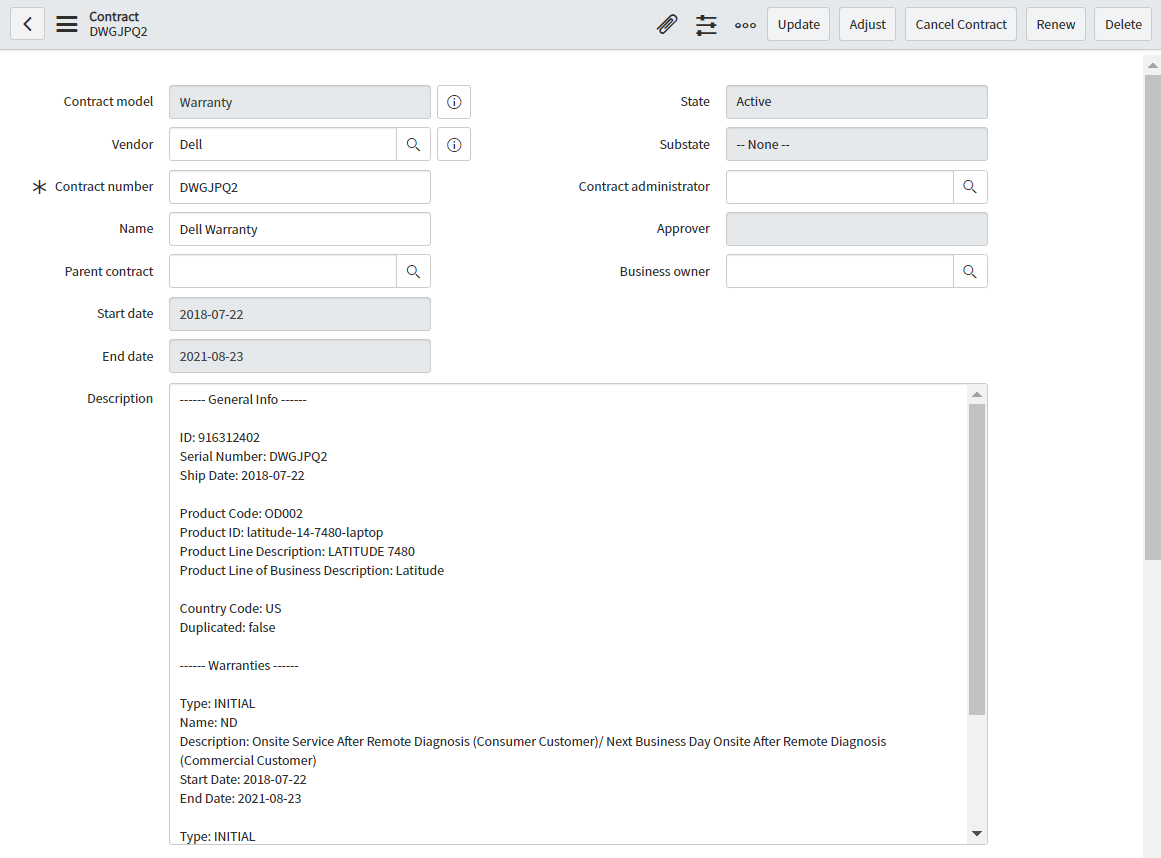 Contract
DWGJPQ2
Update
Adjust
Cancel Contract
Renew
Delete
Contract model
Warranty
State
Active
Vendor
Dell
Substate
-- None --
Contract number
DWGJPQ2
Contract administrator
Name
Dell Warranty
Approver
Parent contract
Business owner
Start date
2018-07-22
End date
2021-08-23
Description
------ General Info ------
ID: 916312402
Serial Number: DWGJPQ2
Ship Date: 2018-07-22
Product Code: OD002
Product ID: latitude-14-7480-laptop
Product Line Description: LATITUDE 7480
Product Line of Business Description: Latitude
Country Code: US
Duplicated: false
------ Warranties ------
Type: INITIAL
Name: ND
Description: Onsite Service After Remote Diagnosis (Consumer Customer)/ Next Business Day Onsite After Remote Diagnosis
(Commercial Customer)
Start Date: 2018-07-22
End Date: 2021-08-23
Type: INITIAL